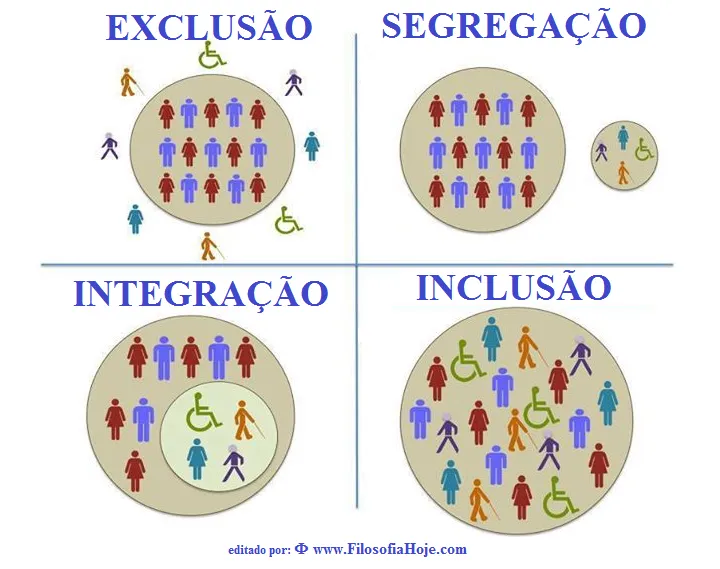 EXCLUSÃO
SEGREGAÇÃO
INTEGRAÇÃO
INCLUSÃO
editado por: Φ www.FilosofiaHoje.com